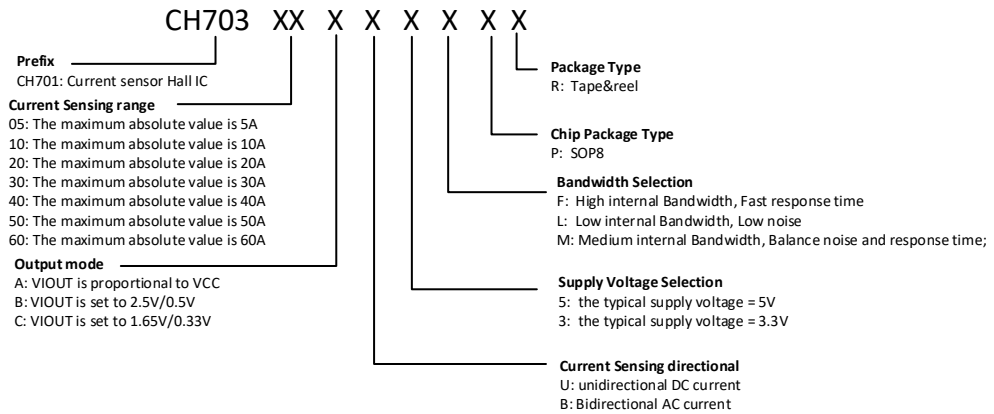 CH703 XX X X X X X X
Prefix
CH701: Current sensor Hall IC
Current Sensing range
05: The maximum absolute value is 5A
10: The maximum absolute value is 10A
20: The maximum absolute value is 20A
30: The maximum absolute value is 30A
40: The maximum absolute value is 40A
50: The maximum absolute value is 50A
60: The maximum absolute value is 60A
Output mode
A: VIOUT is proportional to VCC
B: VIOUT is set to 2.5V/0.5V
C: VIOUT is set to 1.65V/0.33V
Package Type
R: Tape&reel
Chip Package Type
P: SOP8
Bandwidth Selection
F: High internal Bandwidth, Fast response time
L: Low internal Bandwidth, Low noise
M: Medium internal Bandwidth, Balance noise and response time;
Supply Voltage Selection
5: the typical supply voltage = 5V
3: the typical supply voltage = 3.3V
Current Sensing directional
U: unidirectional DC current
B: Bidirectional AC current